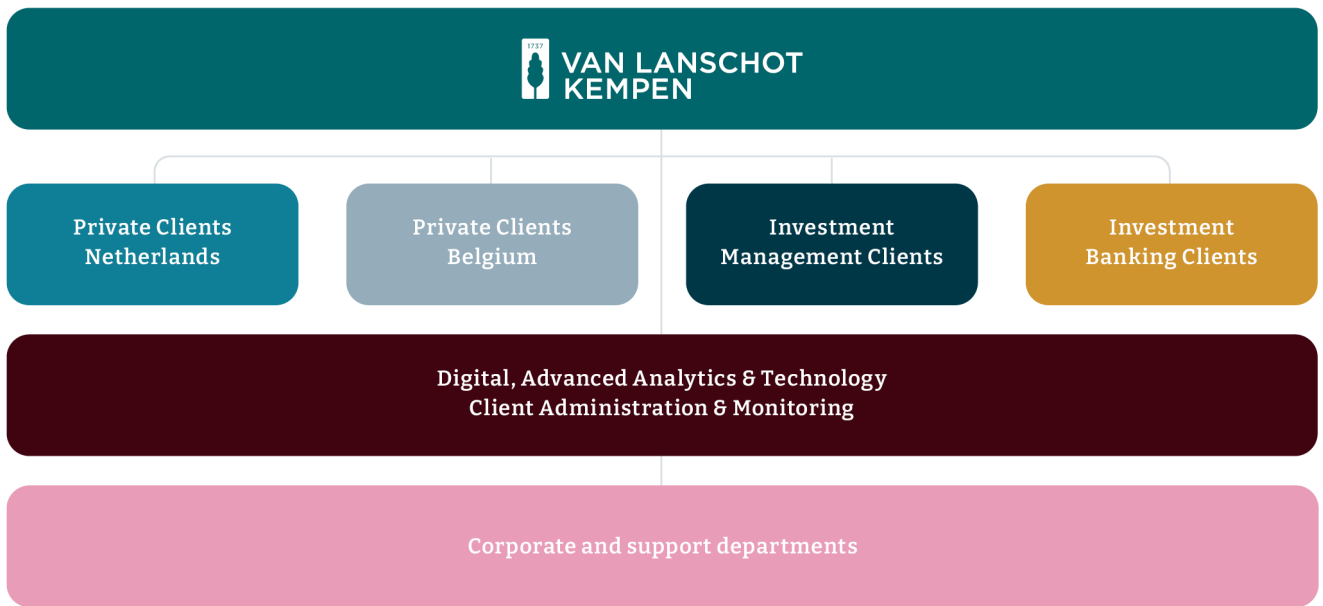 1737
VAN LANSCHOT
KEMPEN
Private Clients
Netherlands
Private Clients
Belgium
Investment
Management Clients
Investment
Banking Clients
Digital, Advanced Analytics & Technology
Client Administration & Monitoring
Corporate and support departments